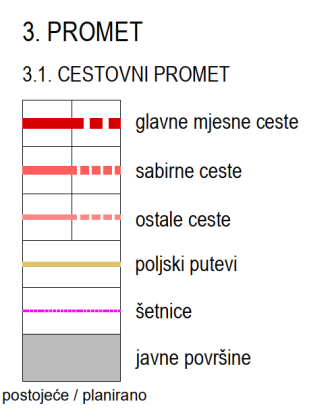 3. PROMET
3.1. CESTOVNI PROMET
glavne mjesne ceste
sabirne ceste
ostale ceste
poljski putevi
šetnice
javne površine
postojeće / planirano